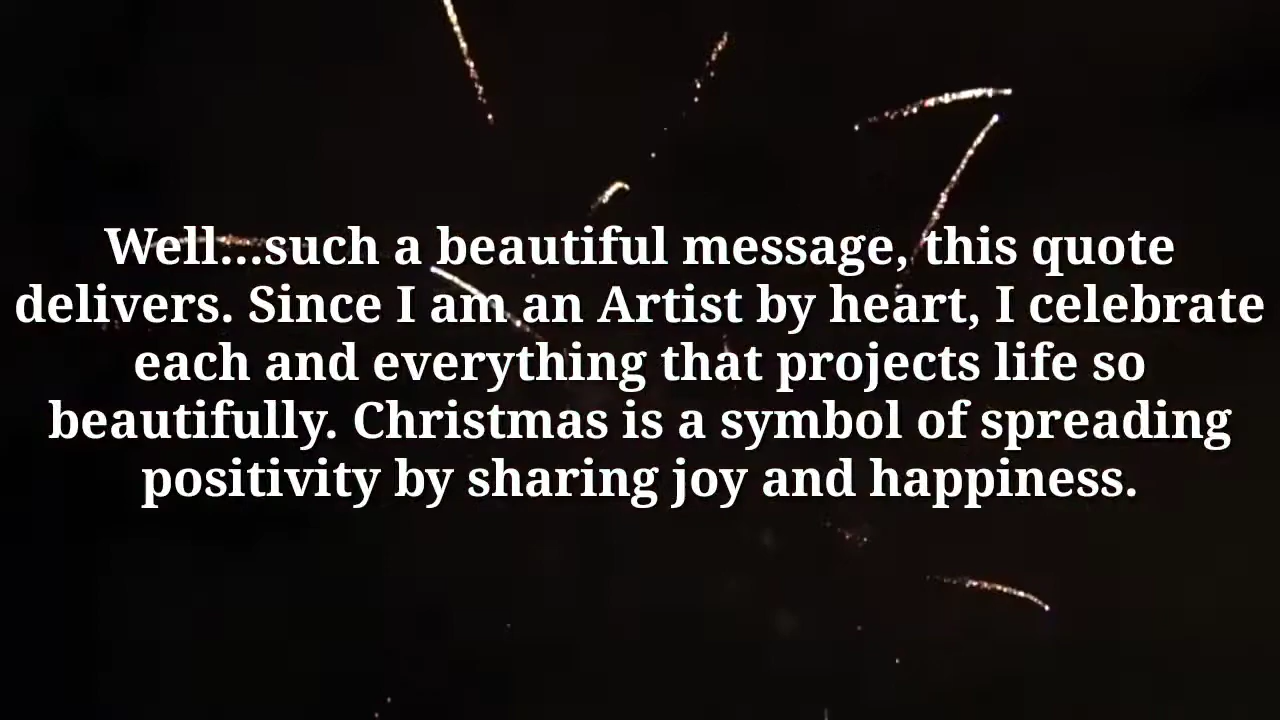 Well...such a beautiful message, this quote
delivers. Since I am an Artist by heart, I celebrate
each and everything that projects life so
beautifully. Christmas is a symbol of spreading
positivity by sharing joy and happiness.